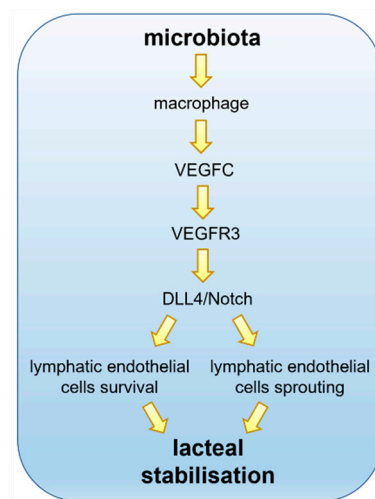 microbiota
macrophage
VEGFC
VEGFR3
DLL4/Notch
lymphatic endothelial
cells survival
lymphatic endothelial
cells sprouting
lacteal
stabilisation